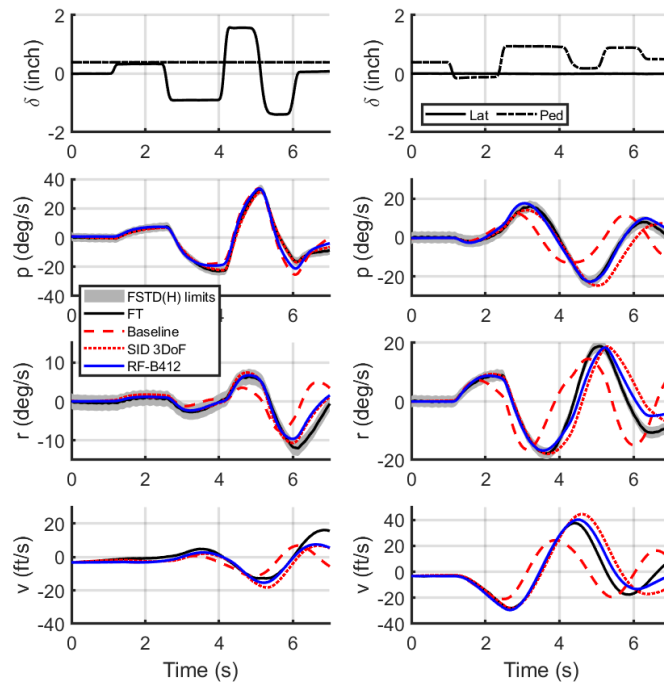 2
0
-2
δ (inch)
0 2 4 6
2
0
-2
δ (inch)
Lat Ped
0 2 4 6
40
20
0
-20
-40
p (deg/s)
0 2 4 6
20
0
-20
p (deg/s)
0 2 4 6
FSTD(H) limits
FT
Baseline
SID 3DoF
RF-B412
10
0
-10
r (deg/s)
0 2 4 6
20
0
-20
r (deg/s)
0 2 4 6
20
0
-20
-40
v (ft/s)
0 2 4 6
Time (s)
40
20
0
-20
-40
v (ft/s)
0 2 4 6
Time (s)